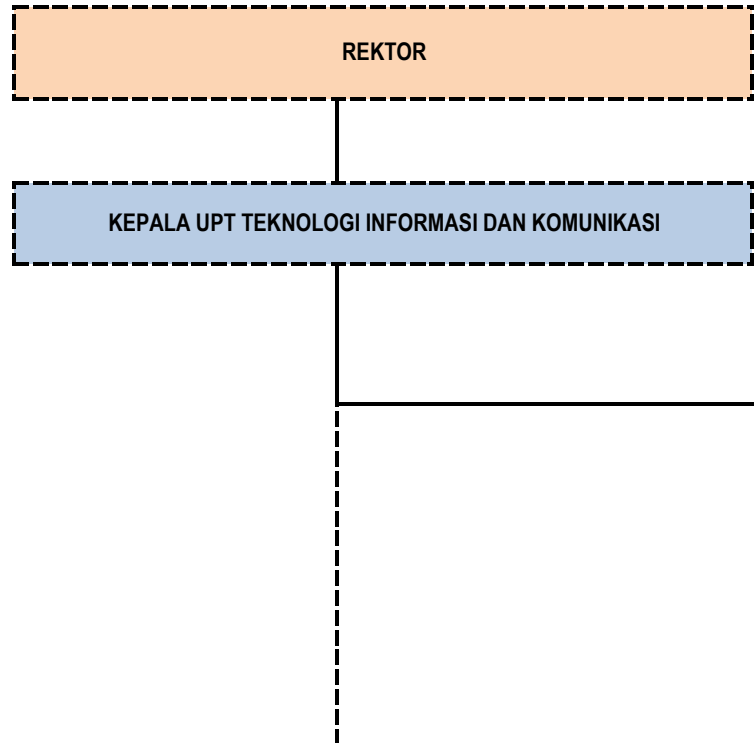 REKTOR
KEPALA UPT TEKNOLOGI INFORMASI DAN KOMUNIKASI